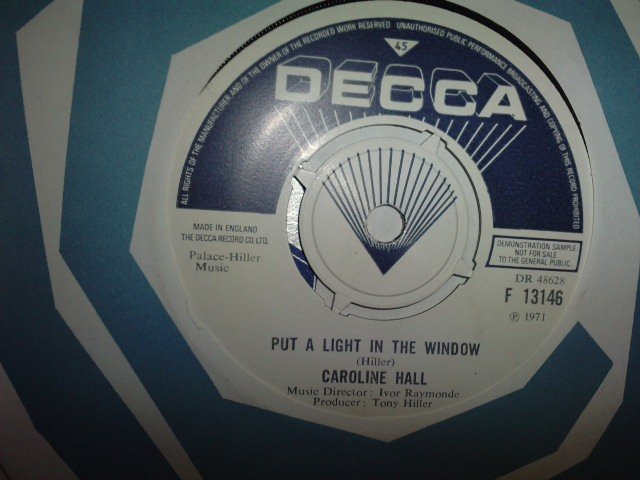 ALL RIGHTS OF THE MANUFACTURER AND OF THE OWNER OF THE RECORDED WORK RESERVED UNAUTHORISED PUBLIC PERFORMANCE BROADCASTING AND COPYING OF THIS RECORD PROHIBITED
45
DECCA
MADE IN ENGLAND
THE DECCA RECORD CO LTD.
Palace-Hiller
Music
DEMONSTRATION SAMPLE
NOT FOR SALE
TO THE GENERAL PUBLIC.
DR 48628
F 13146
℗ 1971
PUT A LIGHT IN THE WINDOW
(Hiller)
CAROLINE HALL
Music Director: Ivor Raymonde
Producer: Tony Hiller